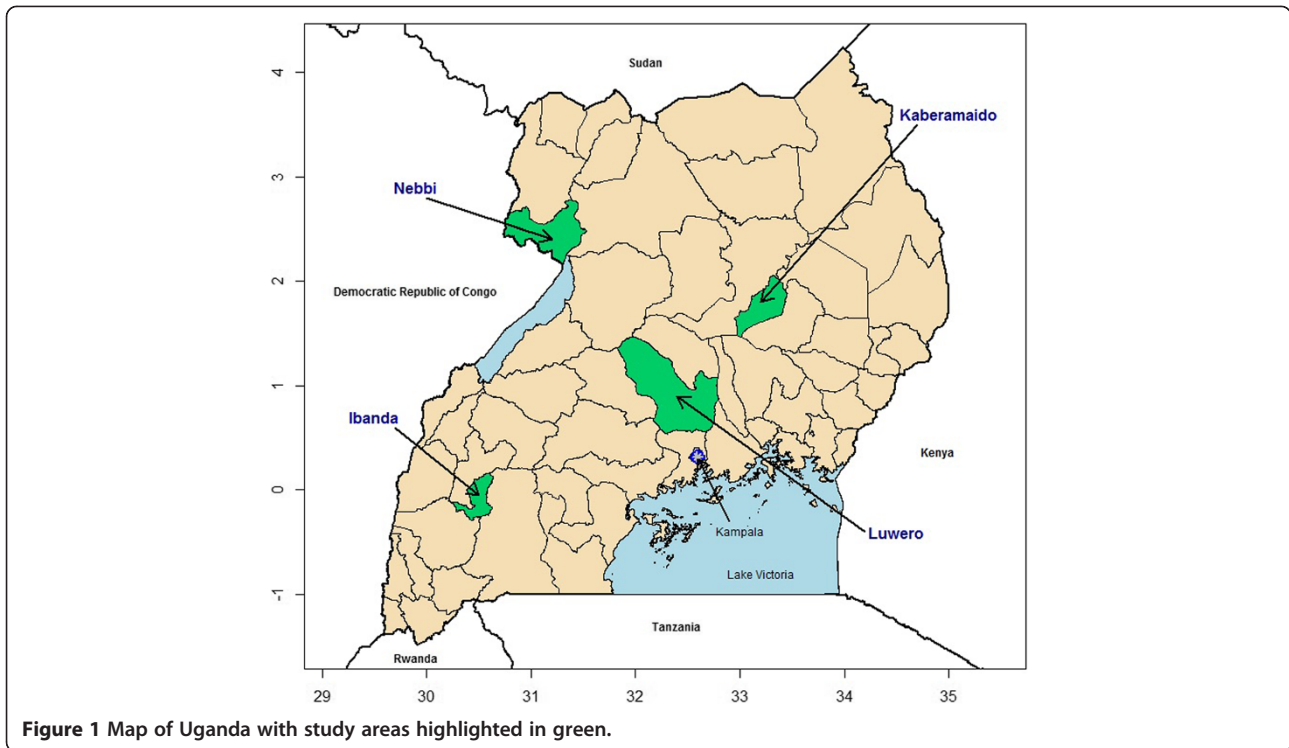 Sudan
Kaberamaido
Nebbi
Democratic Republic of Congo
Ibanda
Kenya
Kampala
Luwero
Lake Victoria
Tanzania
Rwanda
4
3
2
1
0
-1
29 30 31 32 33 34 35
Figure 1 Map of Uganda with study areas highlighted in green.